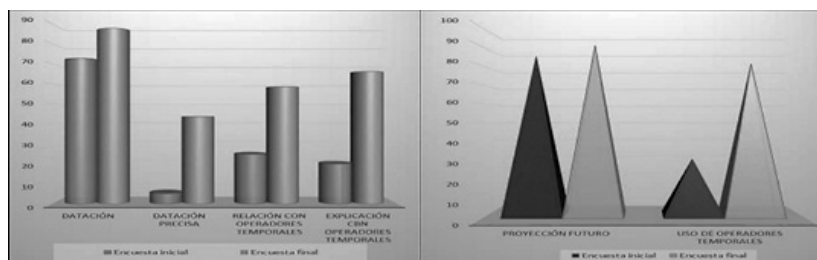 90
80
70
60
50
40
30
20
10
0
DATACIÓN
DATACIÓN
PRECISA
RELACIÓN CON
OPERADORES
TEMPORALES
EXPLICACIÓN
CBN
OPERADORES
TEMPORALES
Encuesta inicial Encuesta final
100
90
80
70
60
50
40
30
20
10
0
PROYECCIÓN FUTURO
USO DE OPERADORES
TEMPORALES
Encuesta inicial Encuesta final